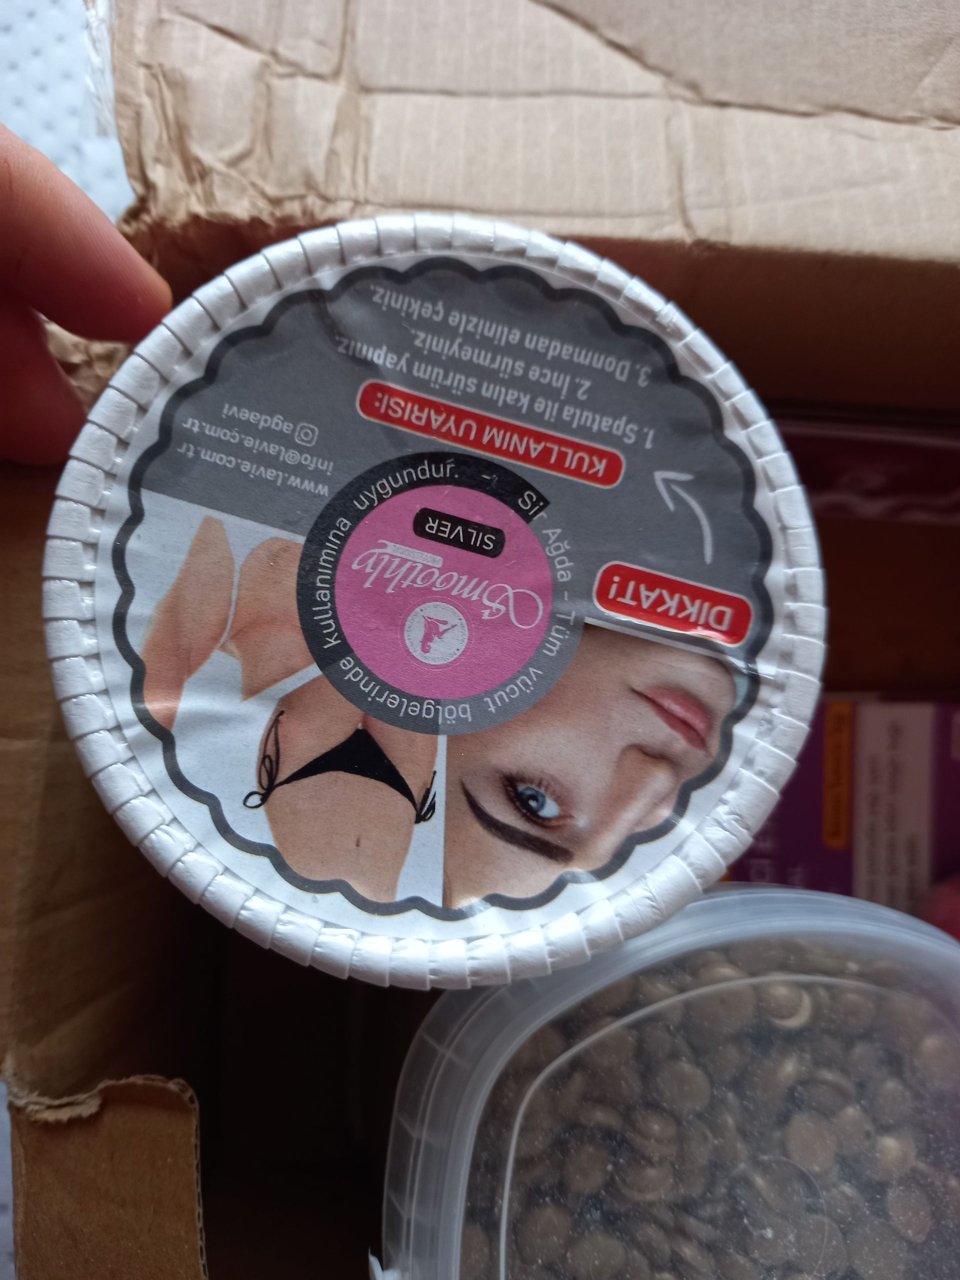 DİKKAT!
KULLANIM UYARISI:
1. Spatula ile kalın sürüm yapınız.
2. İnce sürmeyiniz.
3. Donmadan elinizle çekiniz.
www.lavie.com.tr
info@lavie.com.tr
agdaevi
Sir Ağda - Tüm vücut bölgelerinde kullanımına uygundur. -
Smoothly
SILVER